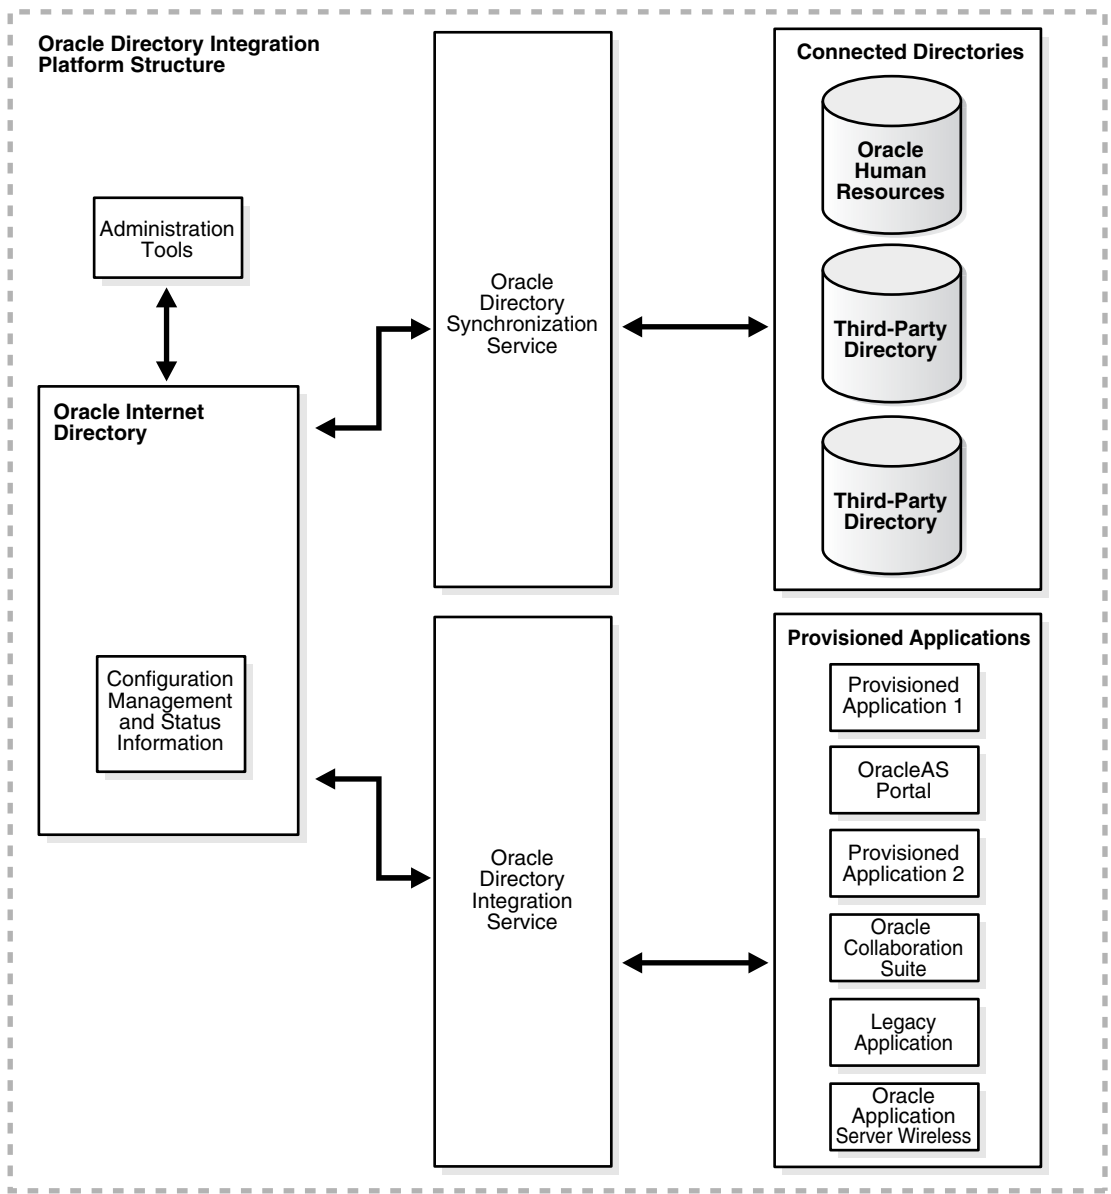 Oracle Directory Integration
Platform Structure
Administration
Tools
Oracle Internet
Directory
Configuration
Management
and Status
Information
Oracle
Directory
Synchronization
Service
Oracle
Directory
Integration
Service
Connected Directories
Oracle
Human
Resources
Third-Party
Directory
Third-Party
Directory
Provisioned Applications
Provisioned
Application 1
OracleAS
Portal
Provisioned
Application 2
Oracle
Collaboration
Suite
Legacy
Application
Oracle
Application
Server Wireless